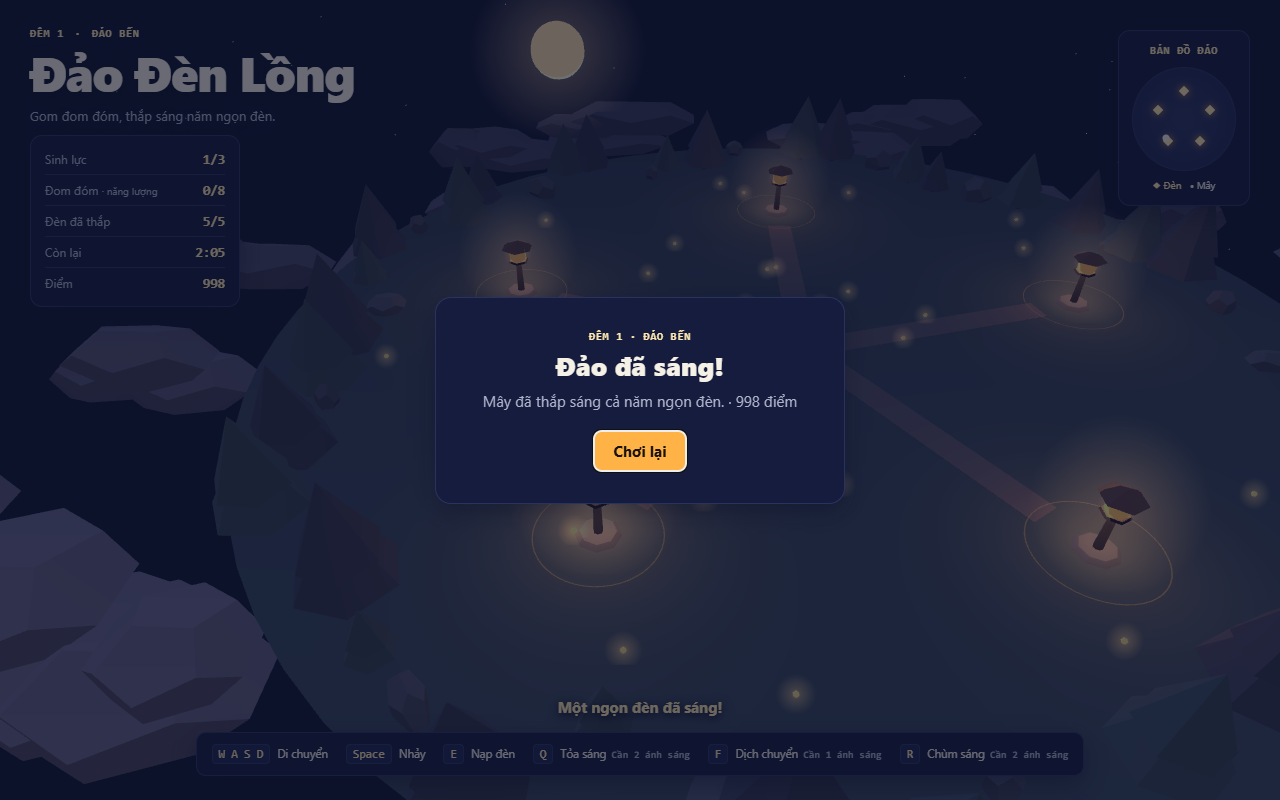 ĐÊM 1 · ĐẢO BẾN
Đảo Đèn Lồng
Gom đom đóm, thắp sáng năm ngọn đèn.
Sinh lực 1/3
Đom đóm · năng lượng 0/8
Đèn đã thắp 5/5
Còn lại 2:05
Điểm 998
BẢN ĐỒ ĐẢO
Đèn Mây
ĐÊM 1 · ĐẢO BẾN
Đảo đã sáng!
Mây đã thắp sáng cả năm ngọn đèn. · 998 điểm
Chơi lại
Một ngọn đèn đã sáng!
W A S D Di chuyển Space Nhảy E Nạp đèn Q Tỏa sáng Cần 2 ánh sáng F Dịch chuyển Cần 1 ánh sáng R Chùm sáng Cần 2 ánh sáng